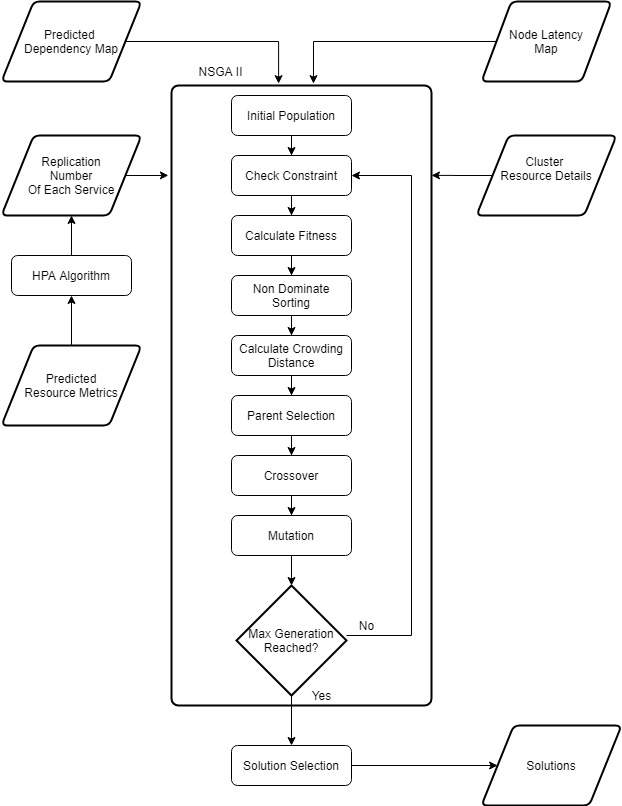 Predicted
Dependency Map
Node Latency
Map
NSGA II
Initial Population
Replication
Number
Of Each Service
Check Constraint
Cluster
Resource Details
Calculate Fitness
HPA Algorithm
Non Dominate
Sorting
Calculate Crowding
Distance
Predicted
Resource Metrics
Parent Selection
Crossover
Mutation
Max Generation
Reached?
No
Yes
Solution Selection
Solutions